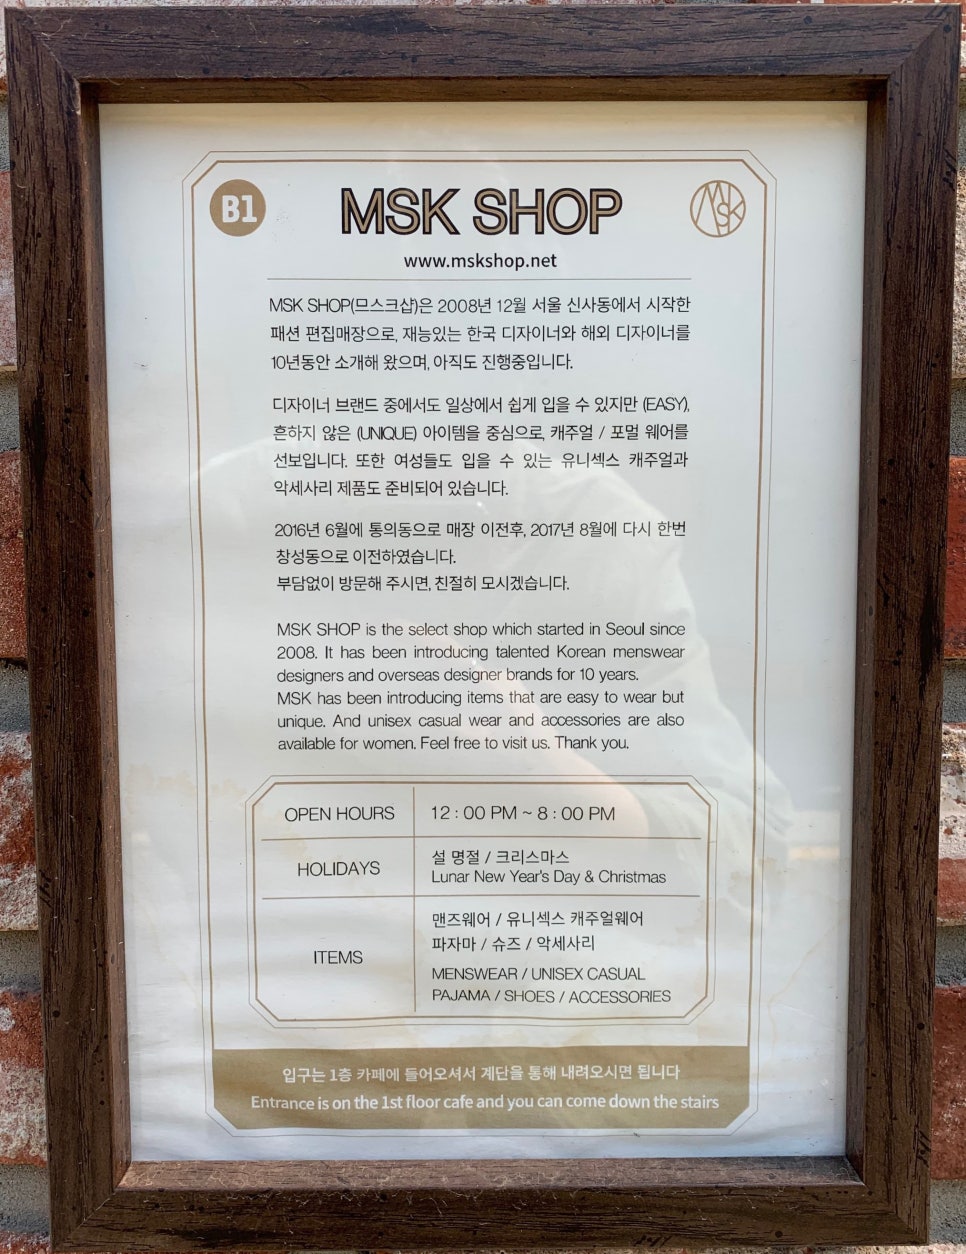 B1
MSK SHOP
MSK
www.mskshop.net
MSK SHOP(므스크샵)은 2008년 12월 서울 신사동에서 시작한
패션 편집매장으로, 재능있는 한국 디자이너와 해외 디자이너를
10년동안 소개해 왔으며, 아직도 진행중입니다.
디자이너 브랜드 중에서도 일상에서 쉽게 입을 수 있지만 (EASY),
흔하지 않은 (UNIQUE) 아이템을 중심으로, 캐주얼 / 포멀 웨어를
선보입니다. 또한 여성들도 입을 수 있는 유니섹스 캐주얼과
악세사리 제품도 준비되어 있습니다.
2016년 6월에 통의동으로 매장 이전후, 2017년 8월에 다시 한번
창성동으로 이전하였습니다.
부담없이 방문해 주시면, 친절히 모시겠습니다.
MSK SHOP is the select shop which started in Seoul since
2008. It has been introducing talented Korean menswear
designers and overseas designer brands for 10 years.
MSK has been introducing items that are easy to wear but
unique. And unisex casual wear and accessories are also
available for women. Feel free to visit us. Thank you.
OPEN HOURS 12 : 00 PM ~ 8 : 00 PM
HOLIDAYS 설 명절 / 크리스마스
Lunar New Year's Day & Christmas
ITEMS 맨즈웨어 / 유니섹스 캐주얼웨어
파자마 / 슈즈 / 악세사리
MENSWEAR / UNISEX CASUAL
PAJAMA / SHOES / ACCESSORIES
입구는 1층 카페에 들어오셔서 계단을 통해 내려오시면 됩니다
Entrance is on the 1st floor cafe and you can come down the stairs